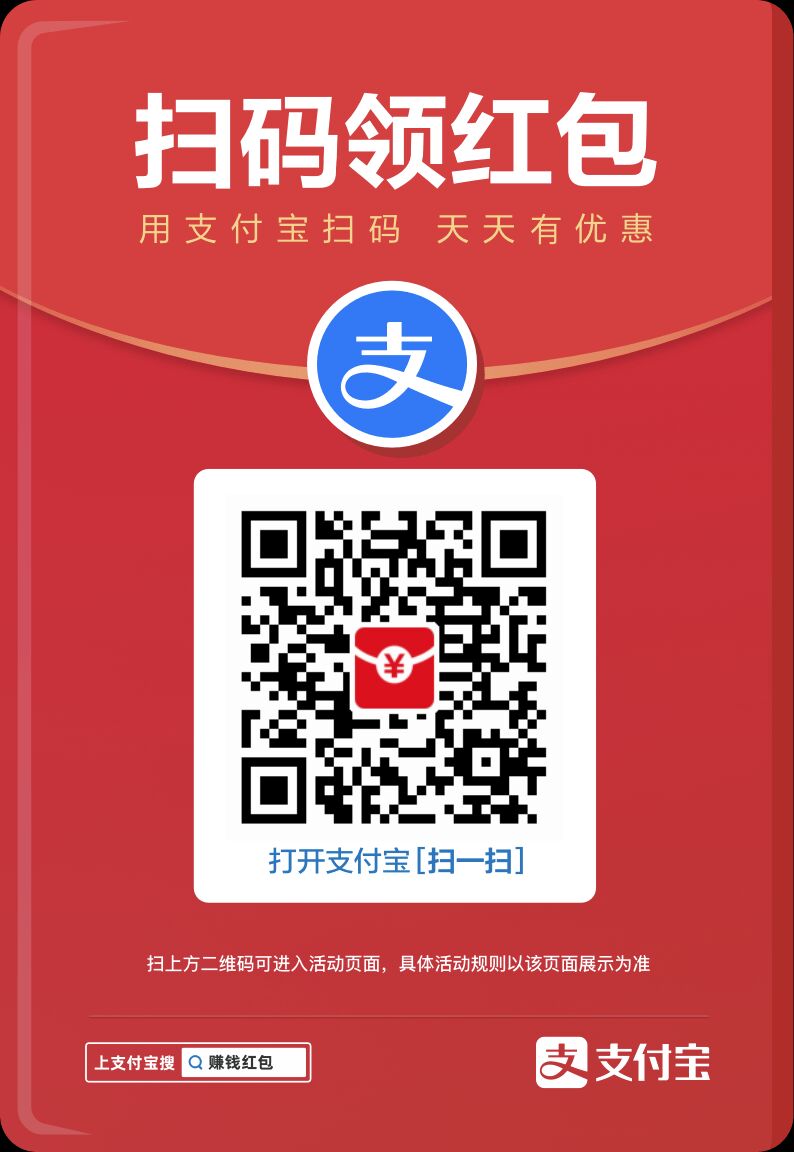 扫码领红包
用支付宝扫码 天天有优惠
支
¥
打开支付宝[扫一扫]
扫上方二维码可进入活动页面，具体活动规则以该页面展示为准
上支付宝搜 赚钱红包
支 支付宝